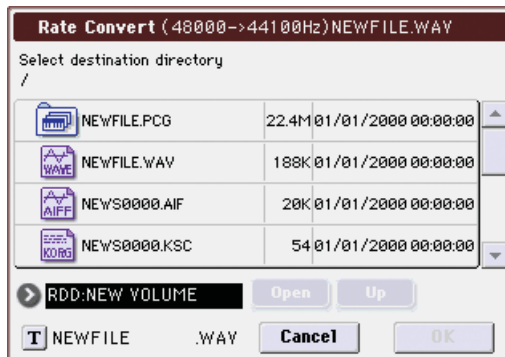 Rate Convert (48000->44100Hz)NEWFILE.WAV
Select destination directory
/
NEWFILE.PCG 22.4M 01/01/2000 00:00:00
WAVE NEWFILE.WAV 188K 01/01/2000 00:00:00
AIFF NEWS0000.AIF 20K 01/01/2000 00:00:00
KORG NEWS0000.KSC 54 01/01/2000 00:00:00
RDD:NEW VOLUME Open Up
T NEWFILE .WAV Cancel OK